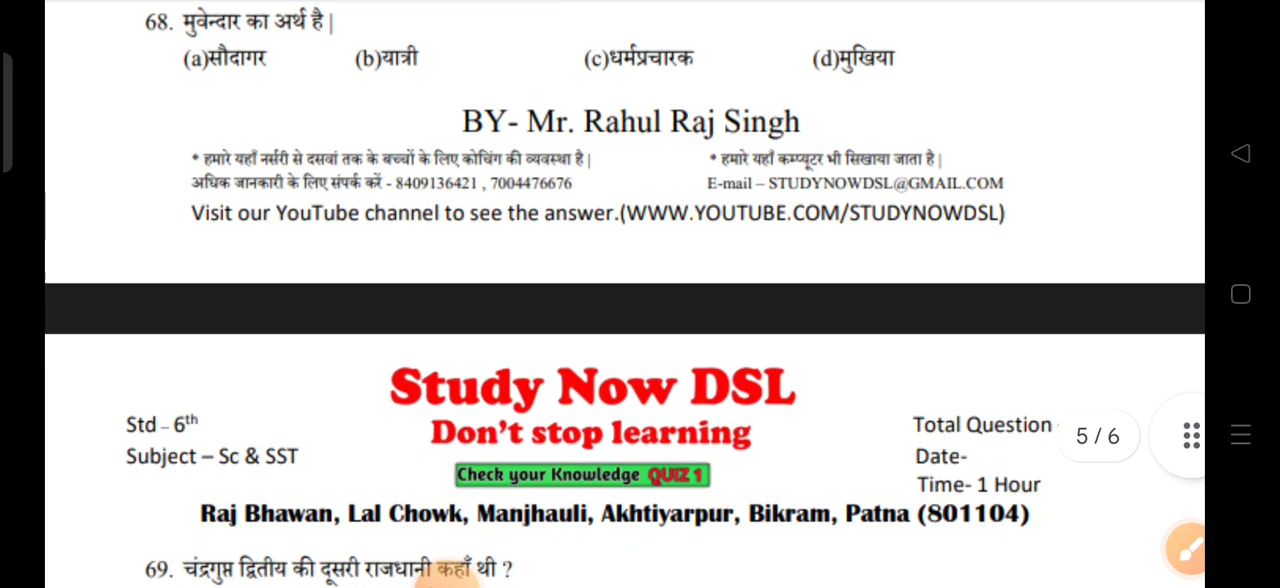 68. मुवेन्दार का अर्थ है|
(a)सौदागर (b)यात्री (c)धर्मप्रचारक (d)मुखिया
BY- Mr. Rahul Raj Singh
* हमारे यहाँ नर्सरी से दसवां तक के बच्चों के लिए कोचिंग की व्यवस्था है| * हमारे यहाँ कम्प्यूटर भी सिखाया जाता है|
अधिक जानकारी के लिए संपर्क करें - 8409136421 , 7004476676 E-mail – STUDYNOWDSL@GMAIL.COM
Visit our YouTube channel to see the answer.(WWW.YOUTUBE.COM/STUDYNOWDSL)
Study Now DSL
Std – 6th Don't stop learning Total Question
5 / 6
Subject – Sc & SST Date-
Check your Knowledge QUIZ 1 Time- 1 Hour
Raj Bhawan, Lal Chowk, Manjhauli, Akhtiyarpur, Bikram, Patna (801104)
69. चंद्रगुप्त द्वितीय की दूसरी राजधानी कहाँ थी ?